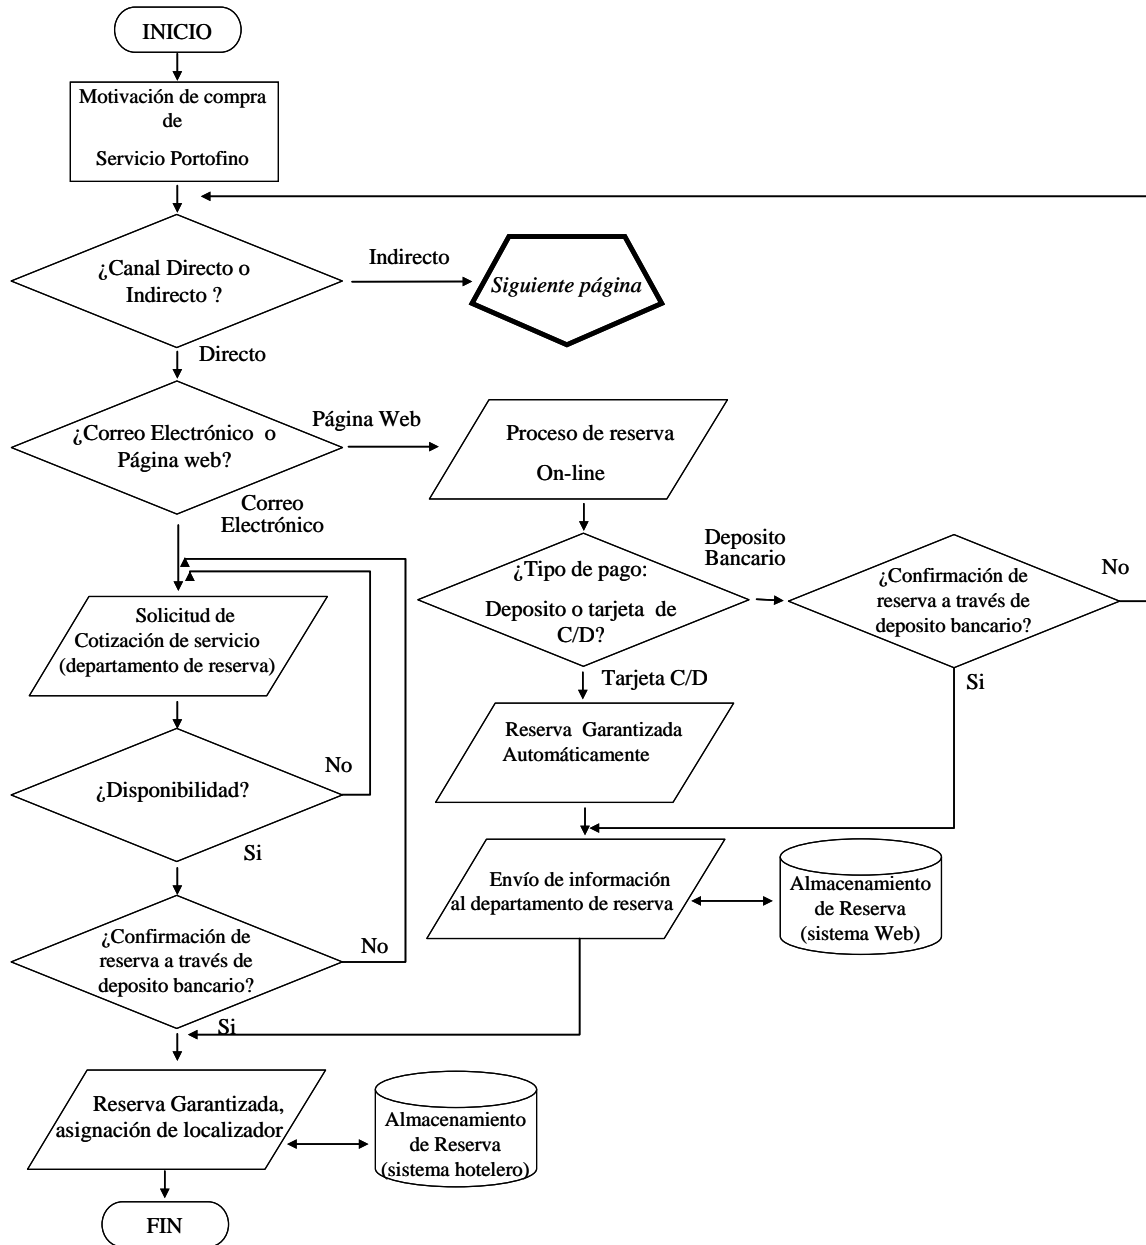 INICIO
Motivación de compra
de
Servicio Portofino
¿Canal Directo o
Indirecto ?
Indirecto
Siguiente página
Directo
¿Correo Electrónico o
Página web?
Página Web
Proceso de reserva
On-line
Correo
Electrónico
Deposito
Bancario
¿Tipo de pago:
Deposito o tarjeta de
C/D?
¿Confirmación de
reserva a través de
deposito bancario?
No
Solicitud de
Cotización de servicio
(departamento de reserva)
Tarjeta C/D
Si
Reserva Garantizada
Automáticamente
¿Disponibilidad?
No
Si
Envío de información
al departamento de reserva
Almacenamiento
de Reserva
(sistema Web)
¿Confirmación de
reserva a través de
deposito bancario?
No
Si
Reserva Garantizada,
asignación de localizador
Almacenamiento
de Reserva
(sistema hotelero)
FIN